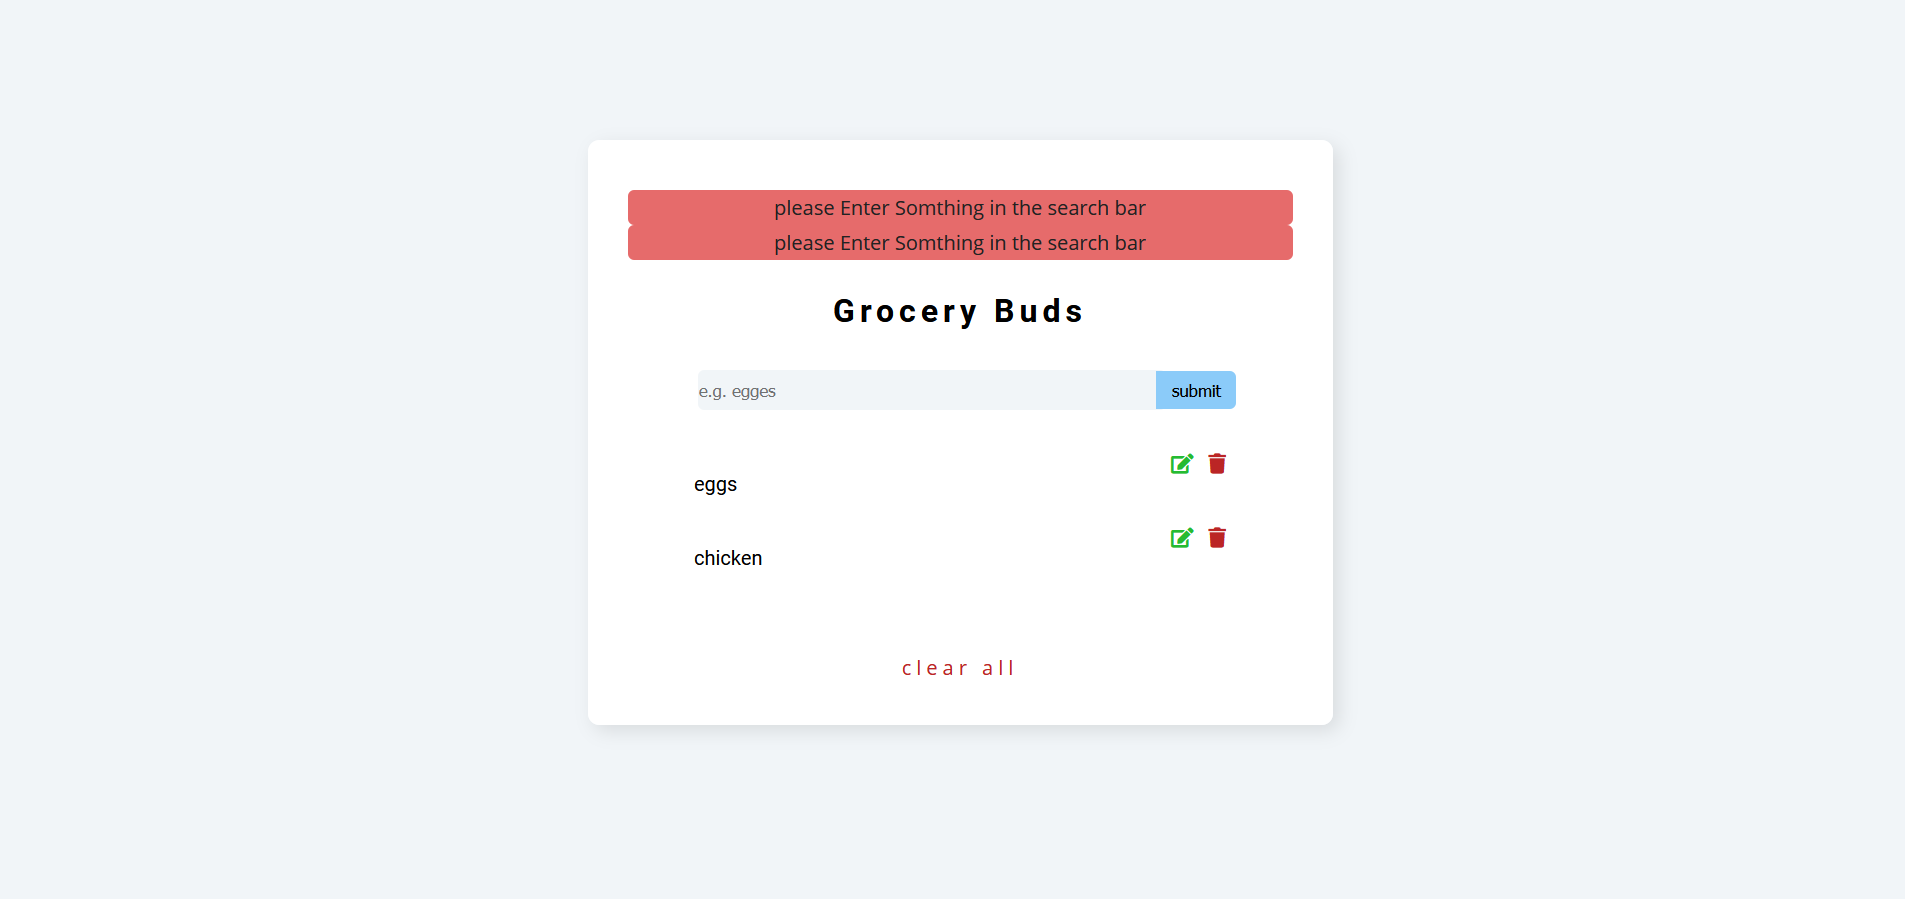 please Enter Somthing in the search bar
please Enter Somthing in the search bar
Grocery Buds
e.g. egges
submit
eggs
chicken
clear all